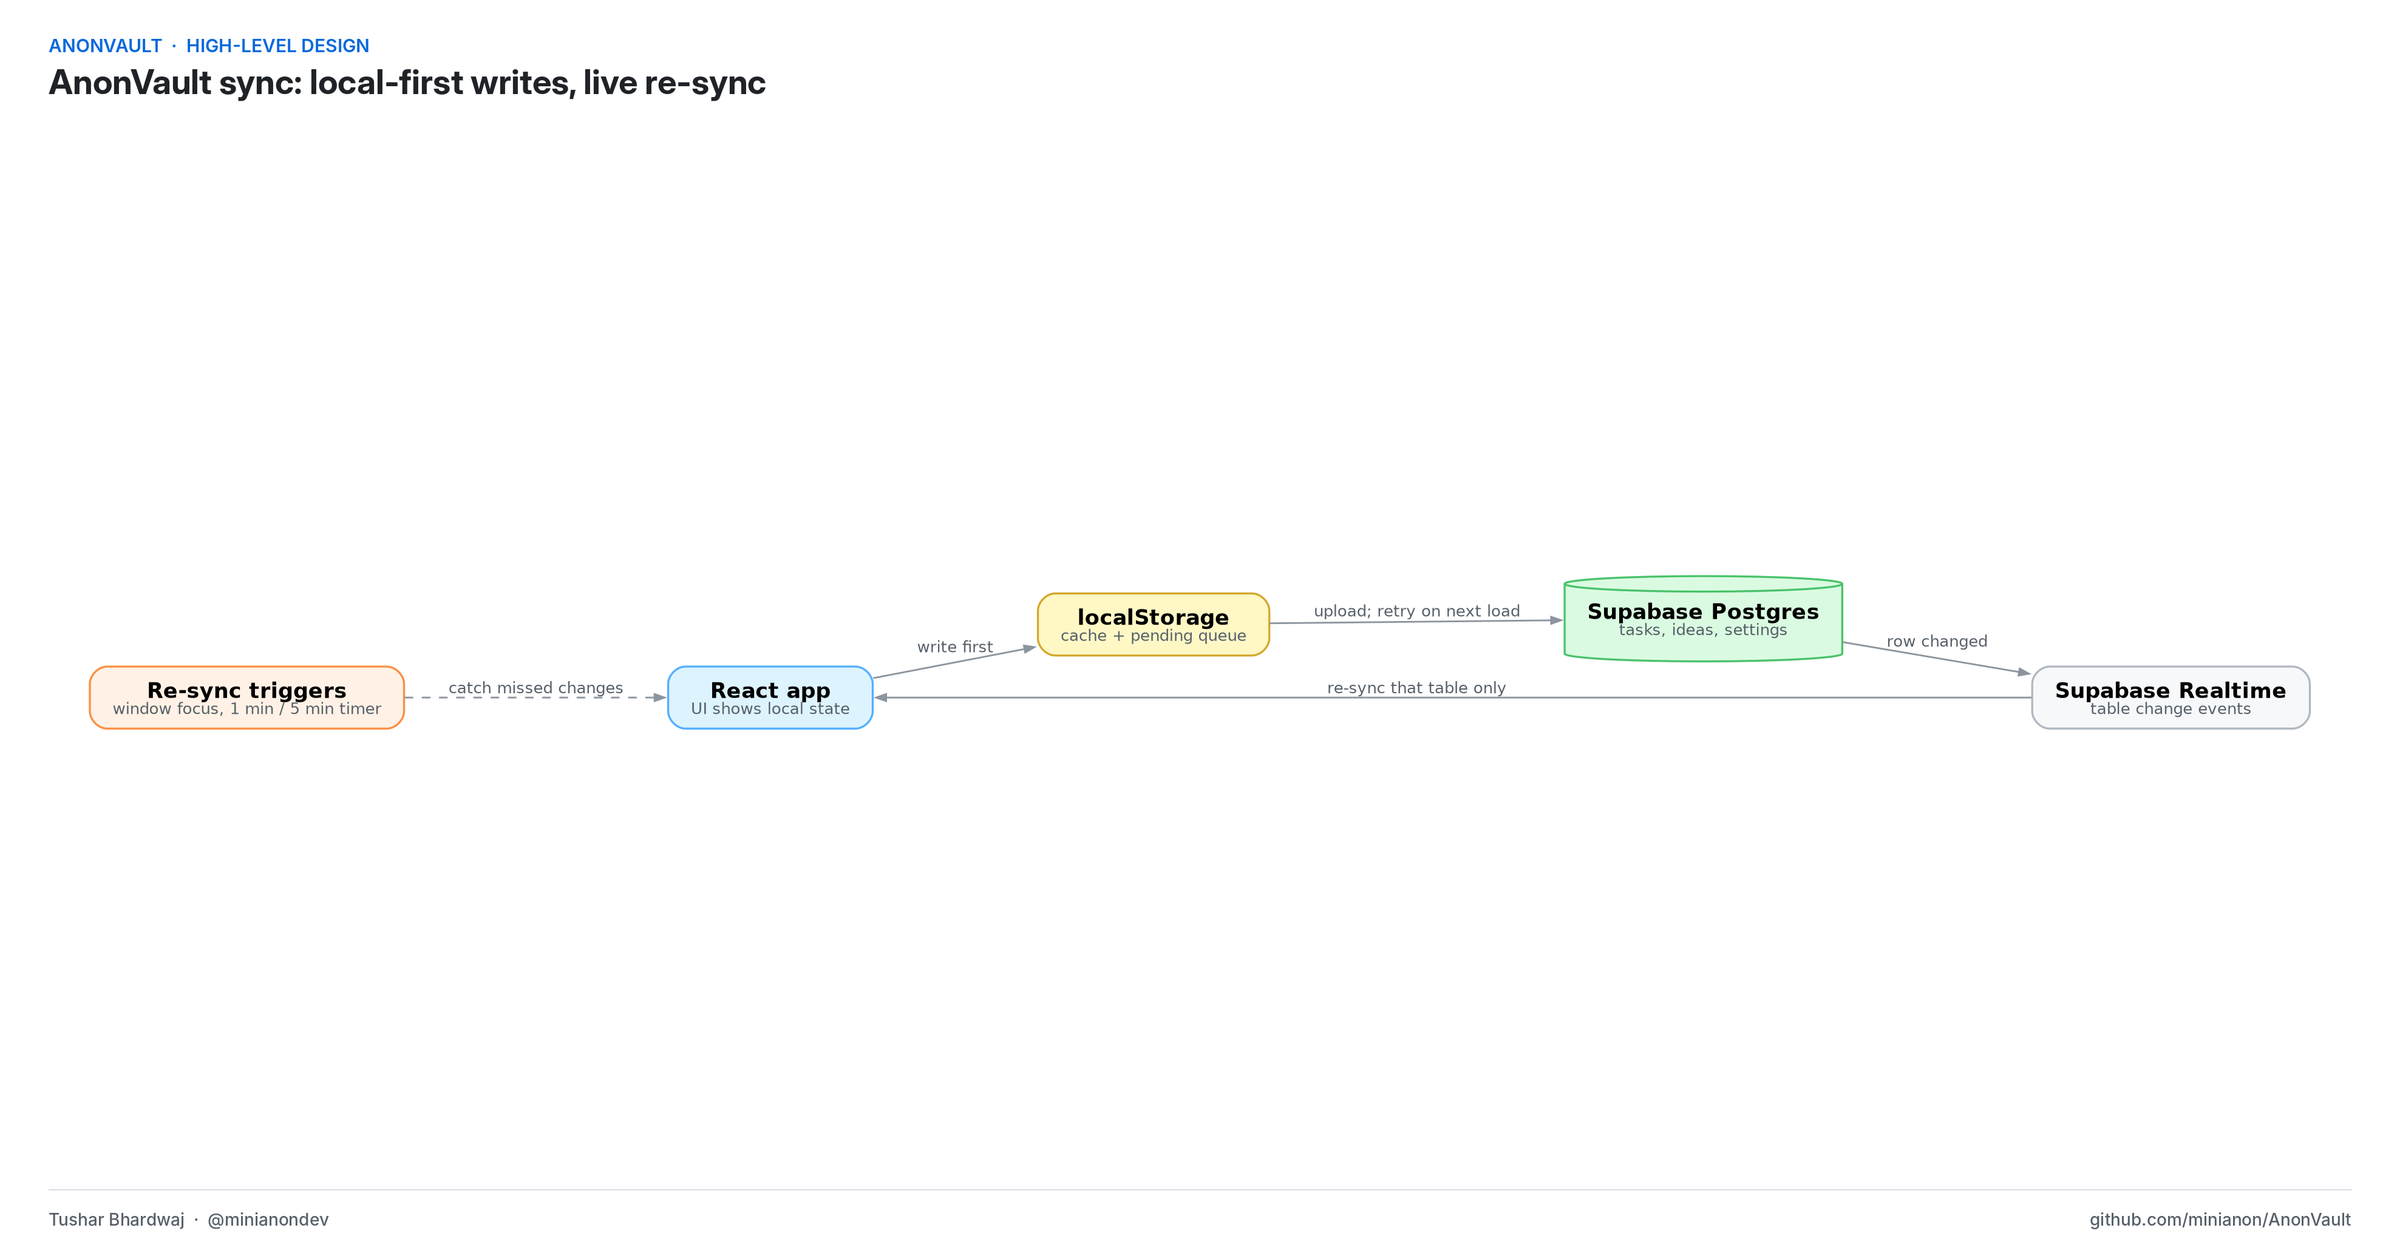 ANONVAULT · HIGH-LEVEL DESIGN
AnonVault sync: local-first writes, live re-sync
Re-sync triggers
window focus, 1 min / 5 min timer
catch missed changes
React app
UI shows local state
write first
localStorage
cache + pending queue
upload; retry on next load
Supabase Postgres
tasks, ideas, settings
row changed
Supabase Realtime
table change events
re-sync that table only
Tushar Bhardwaj · @minianondev
github.com/minianon/AnonVault